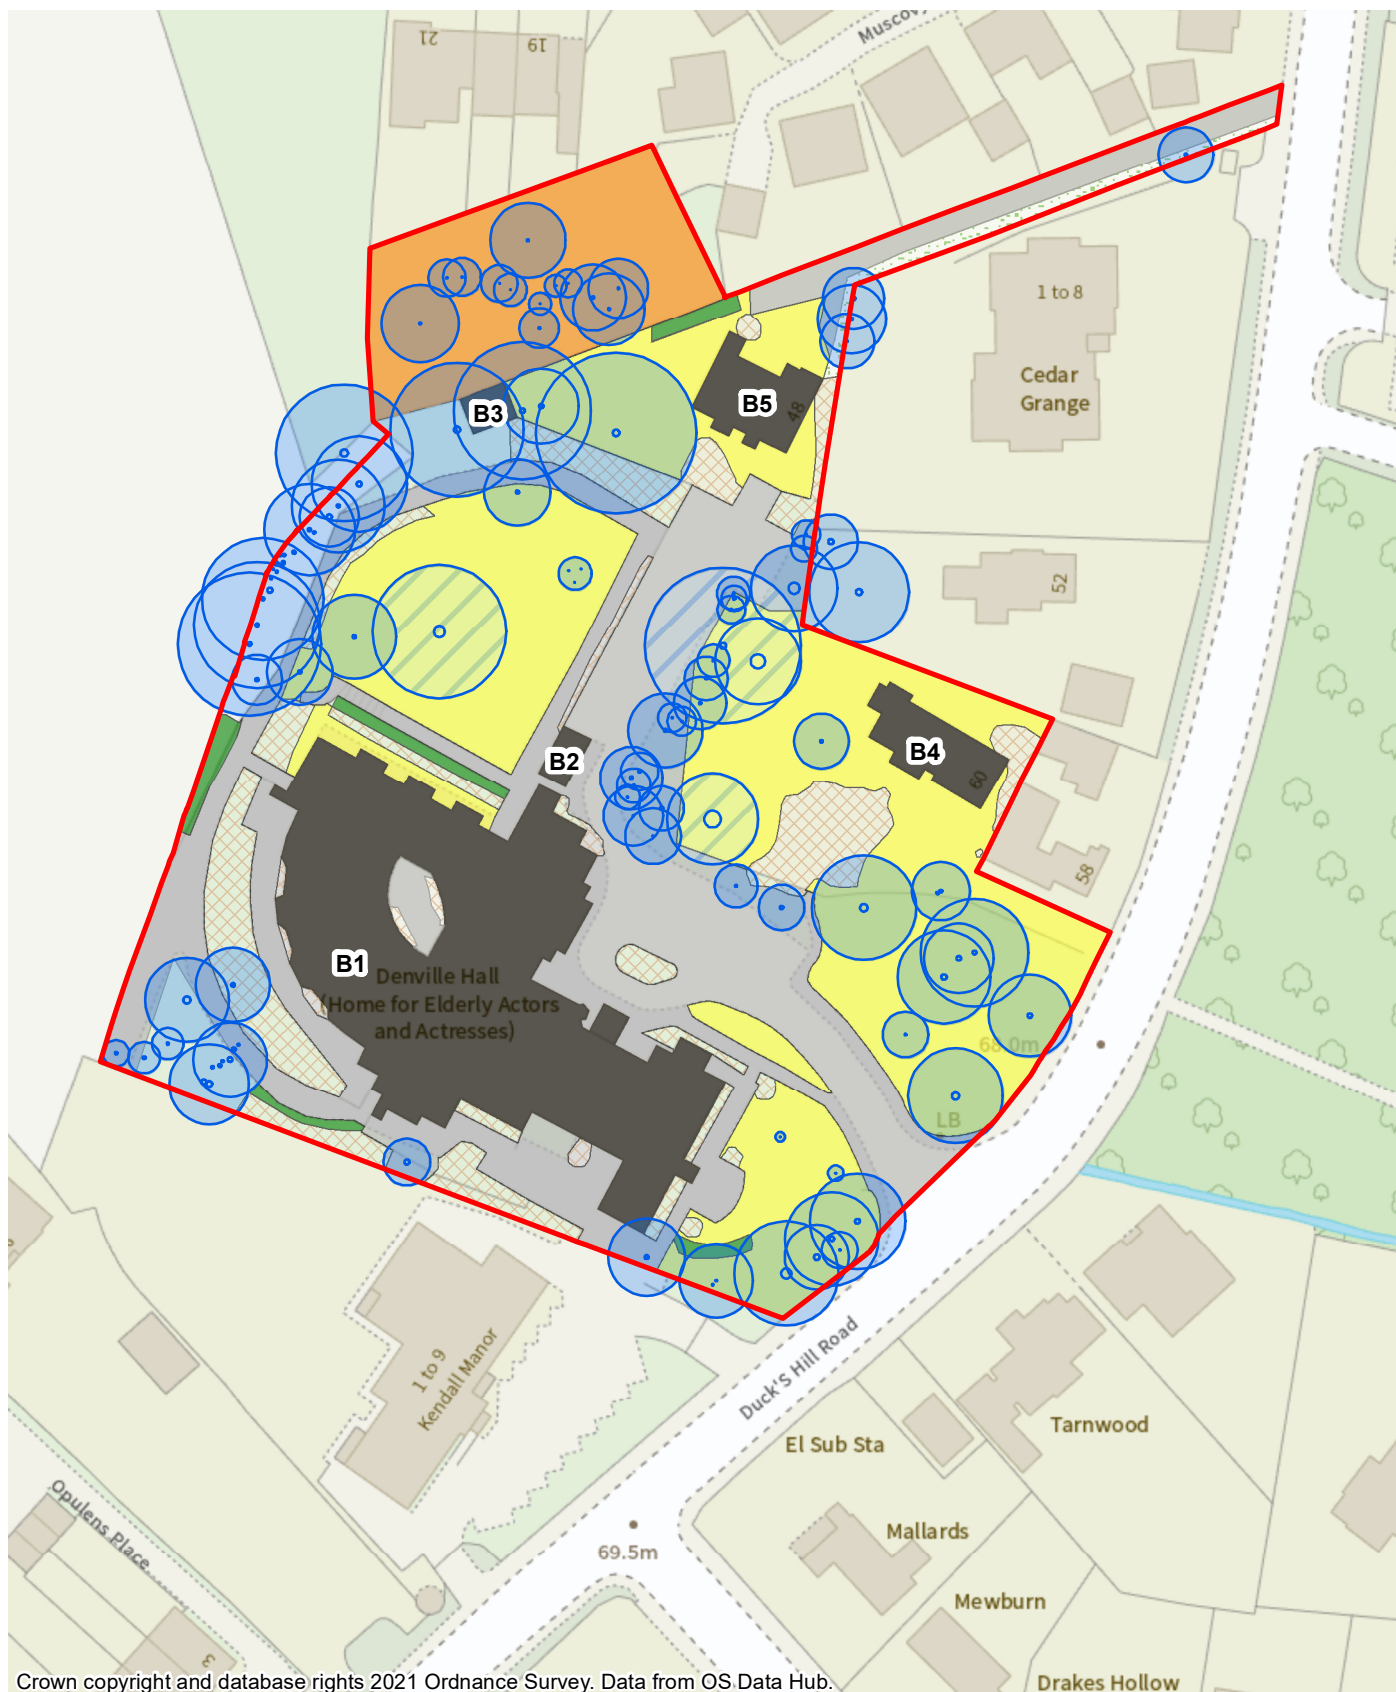 21
19
Muscovy
1 to 8
Cedar
Grange
B3
B5
48
52
B2
B4
60
58
B1
Denville Hall
(Home for Elderly Actors
and Actresses)
68.0m
LB
1 to 9
Kendall Manor
Duck'S Hill Road
El Sub Sta
Tarnwood
Opulens Place
Mallards
69.5m
Mewburn
3
Drakes Hollow
Crown copyright and database rights 2021 Ordnance Survey. Data from OS Data Hub.